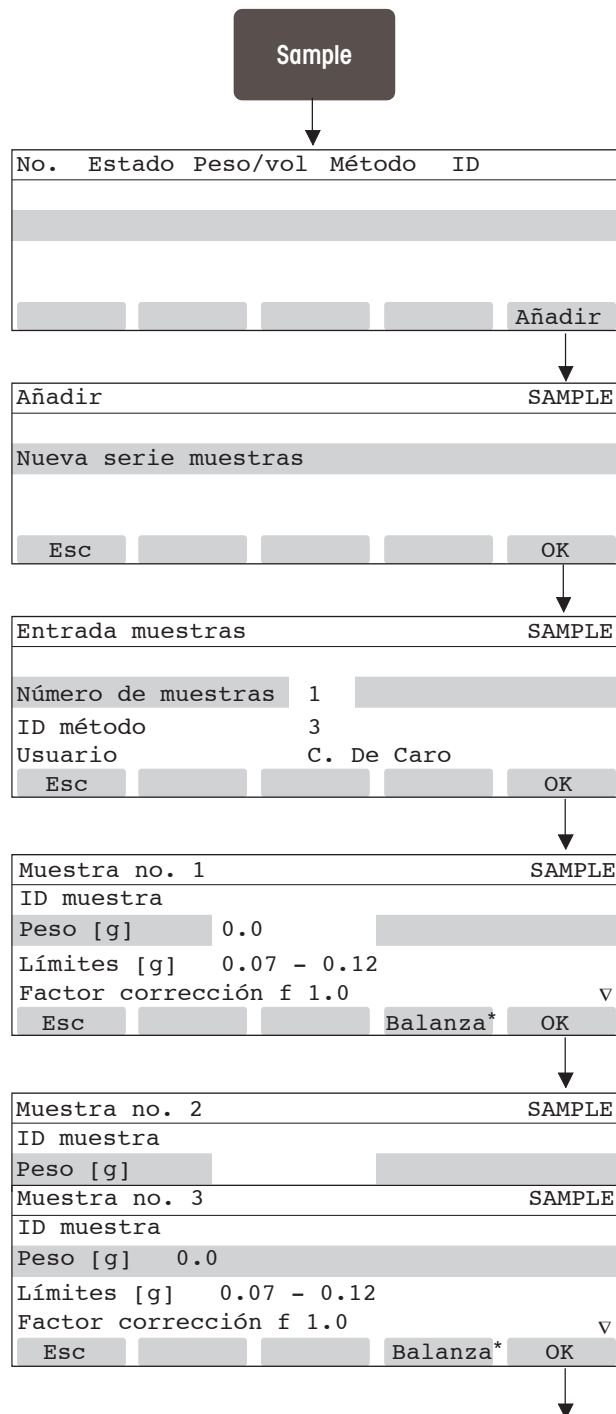 Sample
No. Estado Peso/vol Método ID
Añadir
Añadir SAMPLE
Nueva serie muestras
Esc OK
Entrada muestras SAMPLE
Número de muestras 1
ID método 3
Usuario C. De Caro
Esc OK
Muestra no. 1 SAMPLE
ID muestra
Peso [g] 0.0
Límites [g] 0.07 - 0.12
Factor corrección f 1.0 ∇
Esc Balanza* OK
Muestra no. 2 SAMPLE
ID muestra
Peso [g]
Muestra no. 3 SAMPLE
ID muestra
Peso [g] 0.0
Límites [g] 0.07 - 0.12
Factor corrección f 1.0 ∇
Esc Balanza* OK